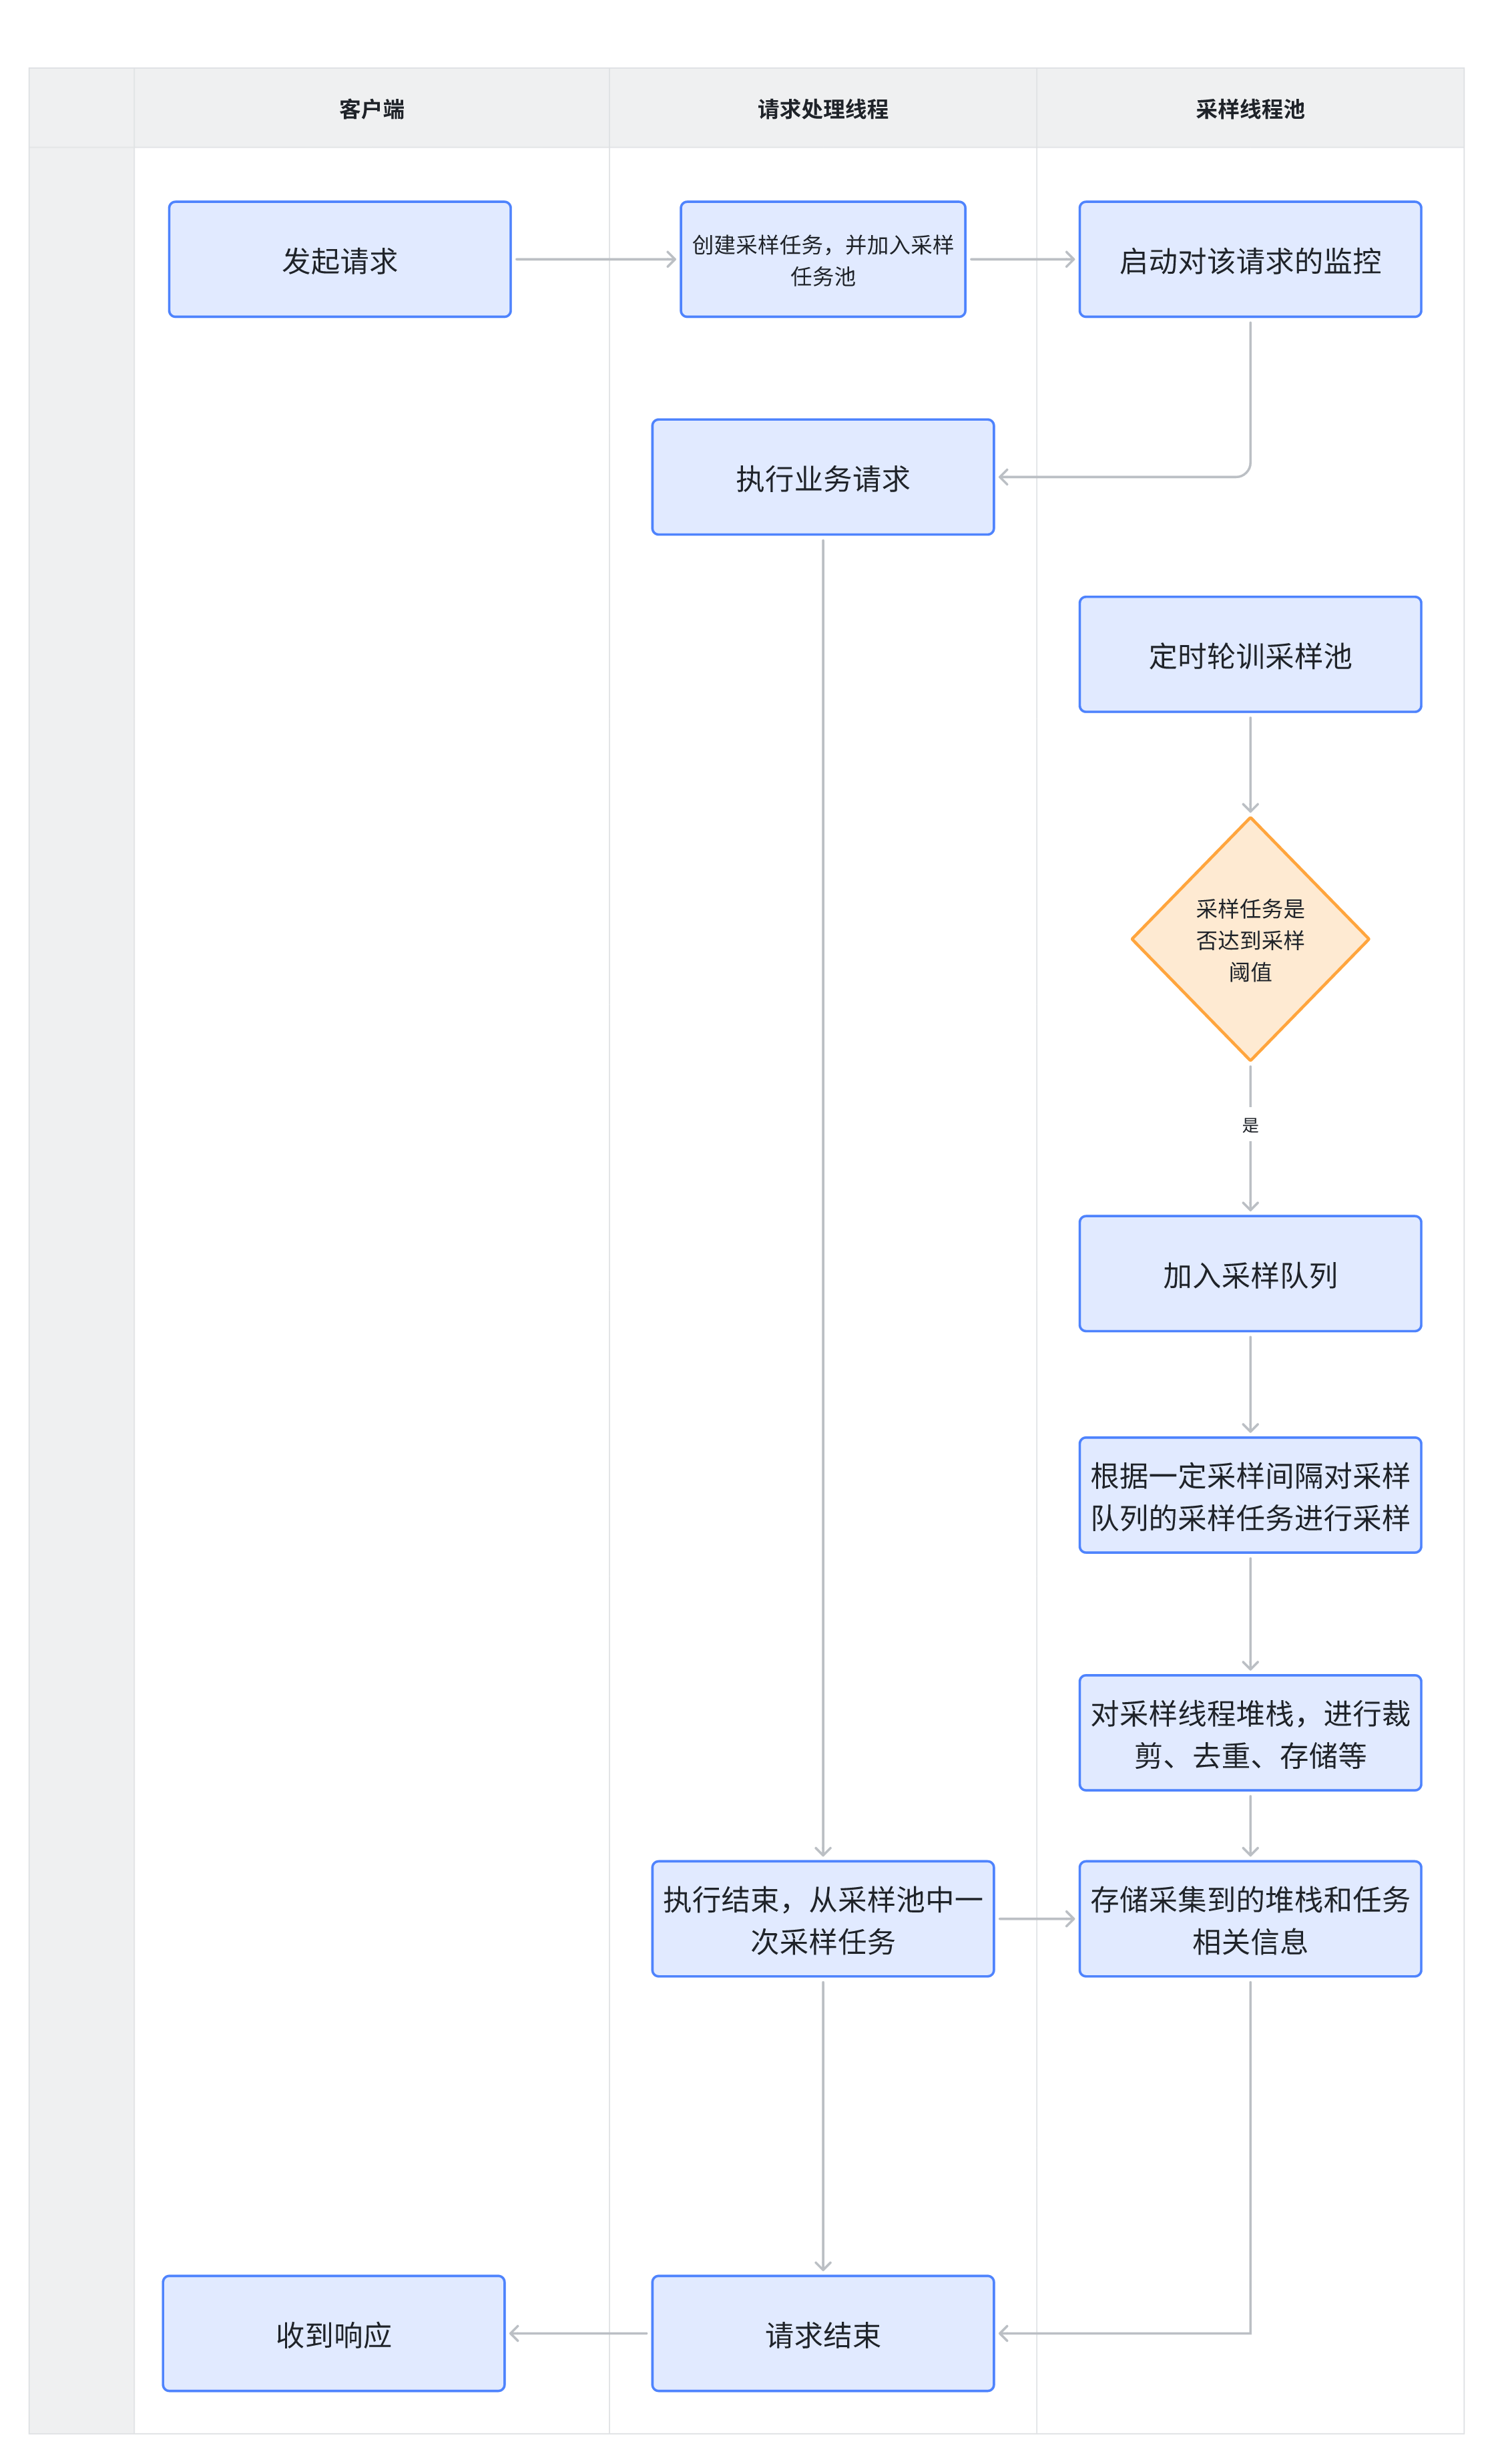 客户端
请求处理线程
采样线程池
发起请求
创建采样任务，并加入采样
任务池
启动对该请求的监控
执行业务请求
定时轮训采样池
采样任务是
否达到采样
阈值
是
加入采样队列
根据一定采样间隔对采样
队列的采样任务进行采样
对采样线程堆栈，进行裁
剪、去重、存储等
执行结束，从采样池中一
次采样任务
存储采集到的堆栈和任务
相关信息
收到响应
请求结束